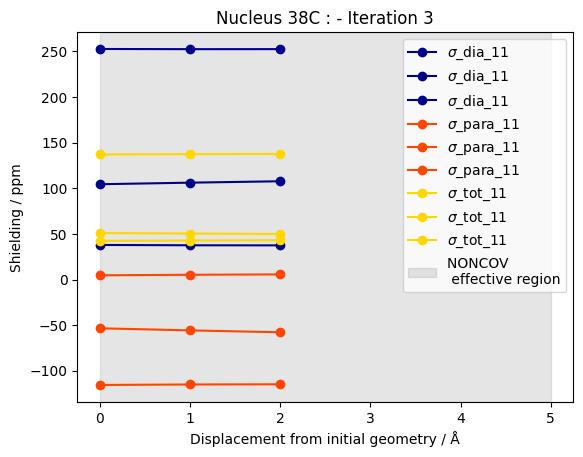 Nucleus 38C : - Iteration 3
250
200
150
100
50
0
−50
−100
Shielding / ppm
0 1 2 3 4 5
Displacement from initial geometry / Å
σ_dia_11
σ_dia_11
σ_dia_11
σ_para_11
σ_para_11
σ_para_11
σ_tot_11
σ_tot_11
σ_tot_11
NONCOV
effective region